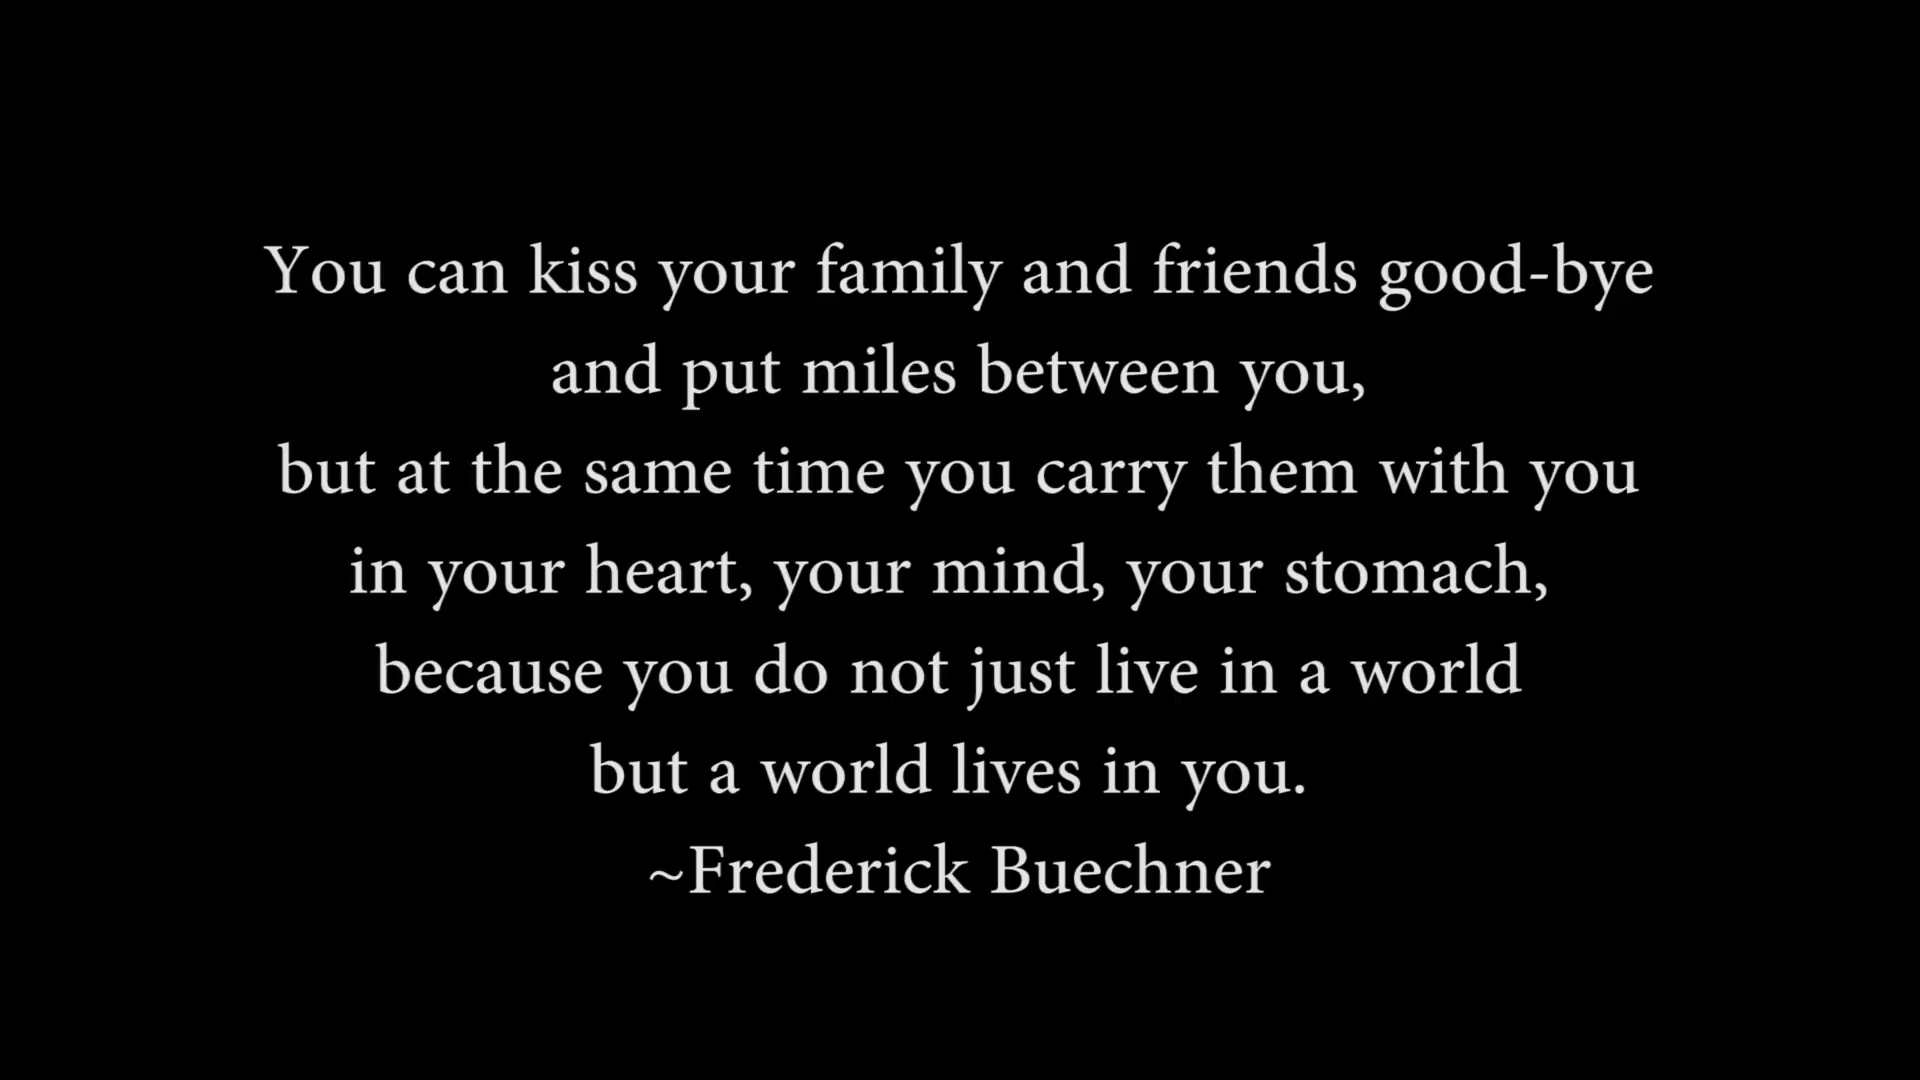 You can kiss your family and friends good-bye
and put miles between you,
but at the same time you carry them with you
in your heart, your mind, your stomach,
because you do not just live in a world
but a world lives in you.
~Frederick Buechner